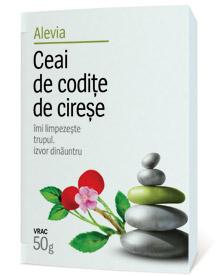 Alevia
Ceai
de codițe
de cireșe
îmi limpezește
trupul.
izvor dinăuntru
VRAC
50g